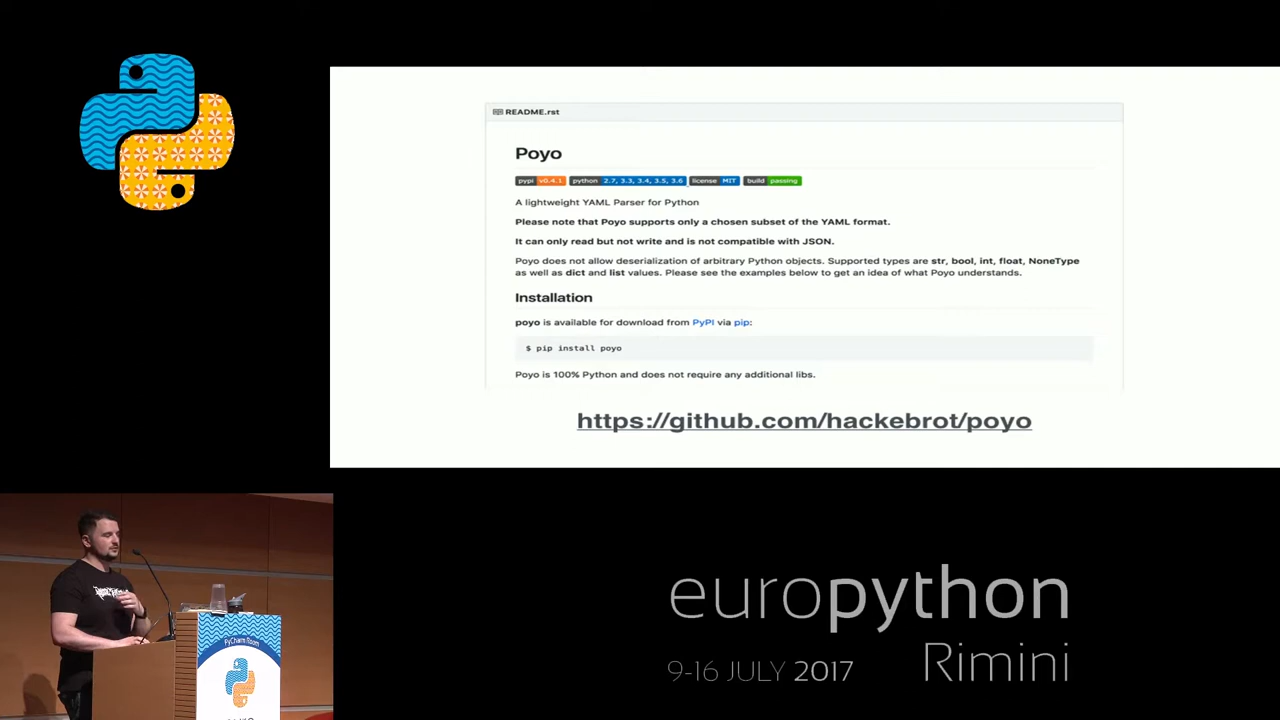 README.rst
Poyo
pypi v0.4.1 python 2.7, 3.3, 3.4, 3.5, 3.6 license MIT build passing
A lightweight YAML Parser for Python
Please note that Poyo supports only a chosen subset of the YAML format.
It can only read but not write and is not compatible with JSON.
Poyo does not allow deserialization of arbitrary Python objects. Supported types are str, bool, int, float, NoneType
as well as dict and list values. Please see the examples below to get an idea of what Poyo understands.
Installation
poyo is available for download from PyPI via pip:
$ pip install poyo
Poyo is 100% Python and does not require any additional libs.
https://github.com/hackebrot/poyo
PyCharm Room
europython
Rimini
9-16 JULY 2017